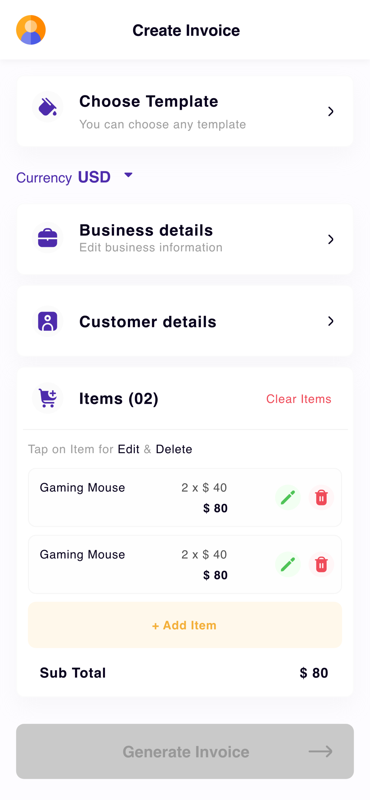 Create Invoice
Choose Template
You can choose any template
Currency USD
Business details
Edit business information
Customer details
Items (02)
Clear Items
Tap on Item for Edit & Delete
Gaming Mouse
2 x $ 40
$ 80
Gaming Mouse
2 x $ 40
$ 80
+ Add Item
Sub Total
$ 80
Generate Invoice